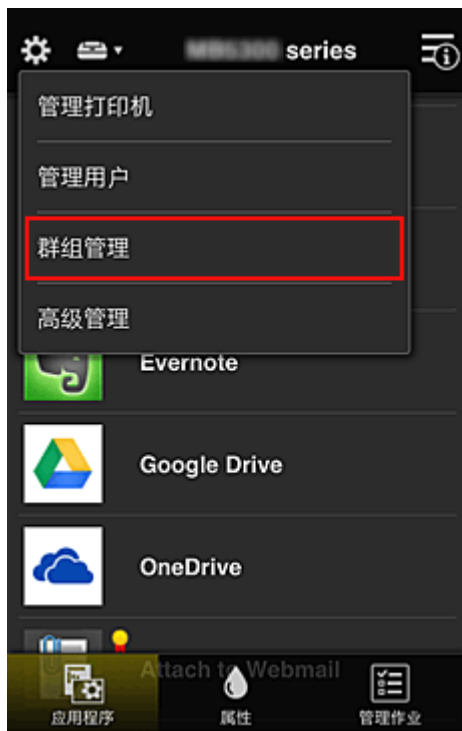 series
管理打印机
管理用户
群组管理
高级管理
Evernote
Google Drive
OneDrive
Attach to Webmail
应用程序
属性
管理作业